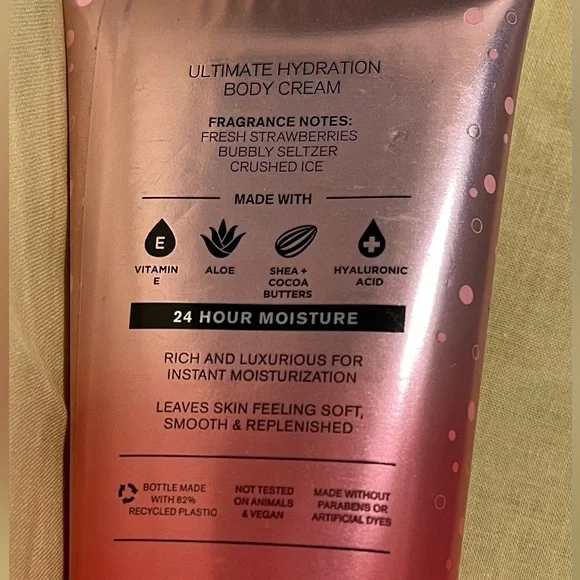 ULTIMATE HYDRATION
BODY CREAM
FRAGRANCE NOTES:
FRESH STRAWBERRIES
BUBBLY SELTZER
CRUSHED ICE
MADE WITH
E
VITAMIN
E
ALOE
SHEA +
COCOA
BUTTERS
HYALURONIC
ACID
24 HOUR MOISTURE
RICH AND LUXURIOUS FOR
INSTANT MOISTURIZATION
LEAVES SKIN FEELING SOFT,
SMOOTH & REPLENISHED
BOTTLE MADE
WITH 82%
RECYCLED PLASTIC
NOT TESTED
ON ANIMALS
& VEGAN
MADE WITHOUT
PARABENS OR
ARTIFICIAL DYES